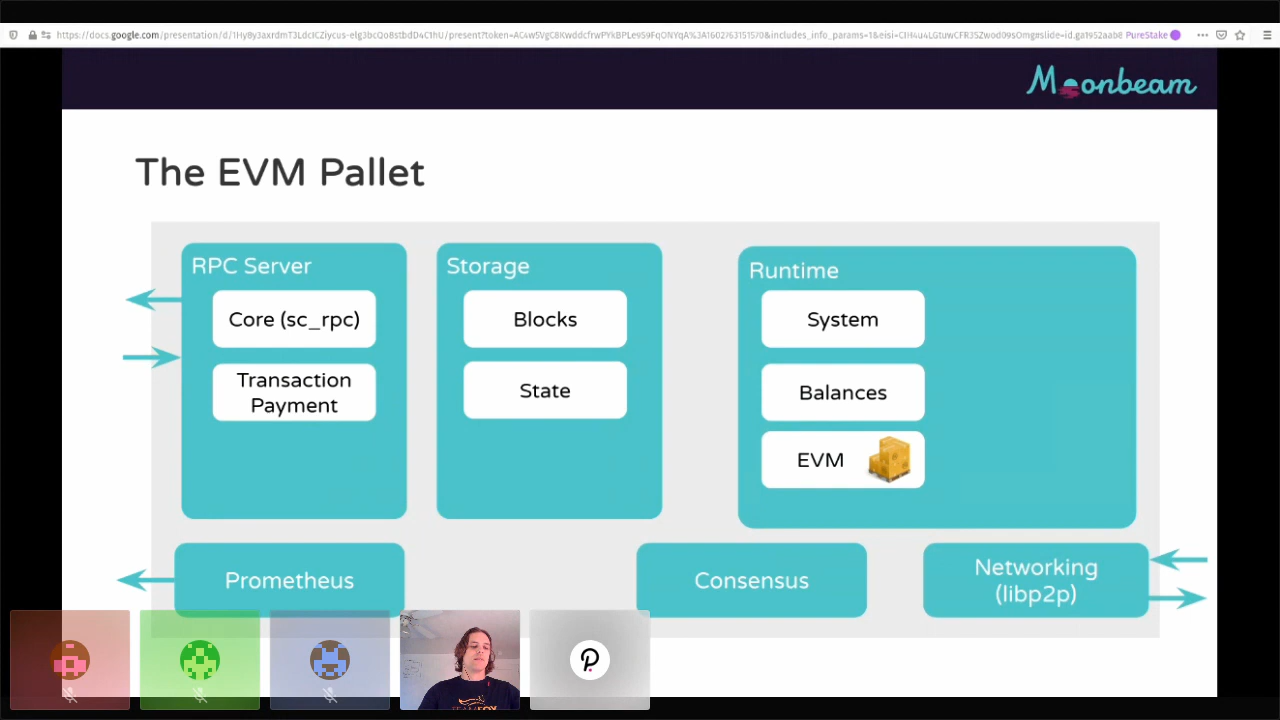 PureStake
Moonbeam
The EVM Pallet
RPC Server
Core (sc_rpc)
Transaction
Payment
Storage
Blocks
State
Runtime
System
Balances
EVM
Prometheus
Consensus
Networking
(libp2p)